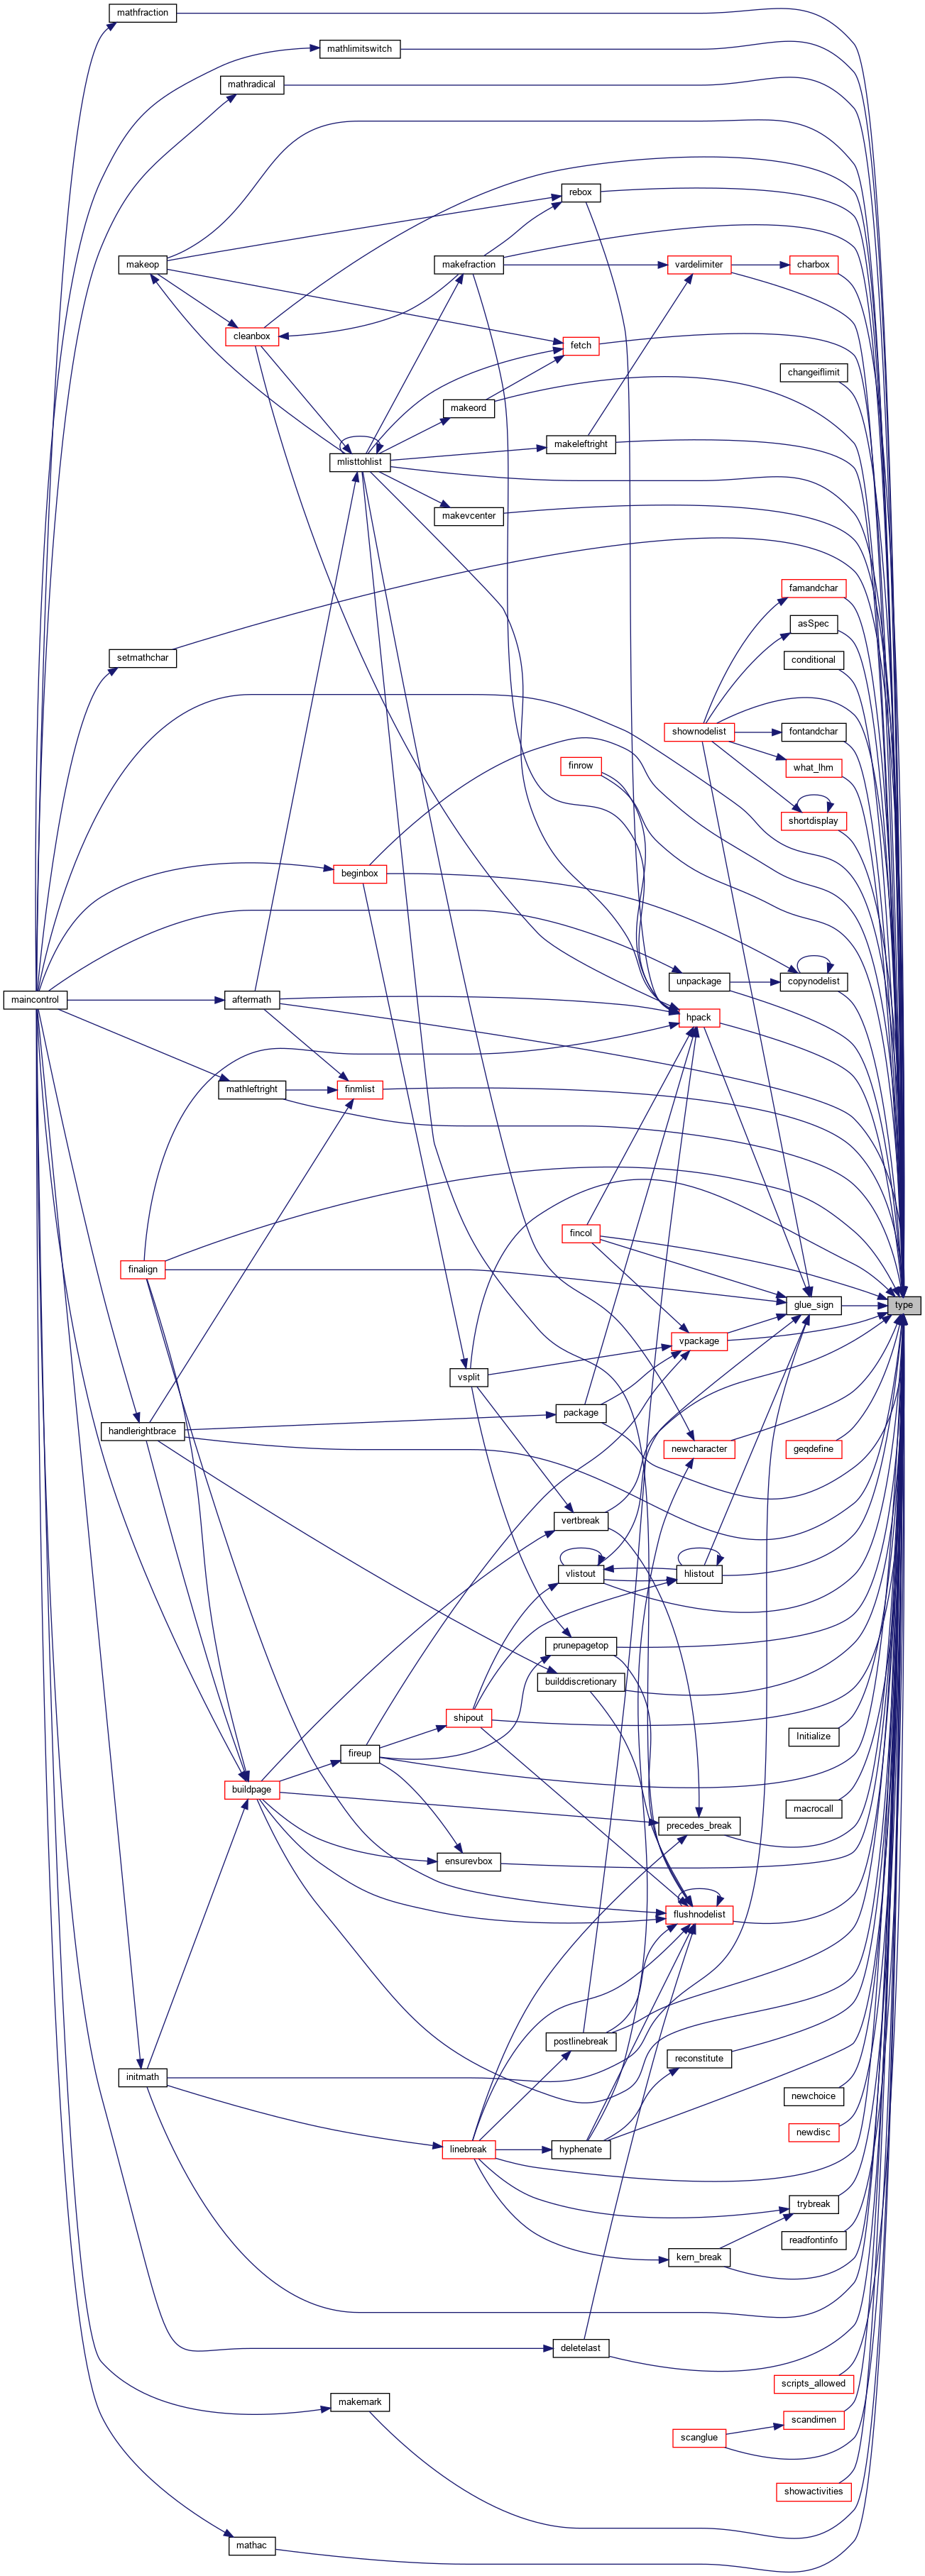 mathfraction
mathlimitswitch
mathradical
rebox
makeop
makefraction
vardelimiter
charbox
cleanbox
fetch
changeiflimit
makeord
makeleftright
mlisttohlist
makevcenter
famandchar
asSpec
setmathchar
conditional
shownodelist
fontandchar
finrow
what_lhm
shortdisplay
beginbox
unpackage
copynodelist
maincontrol
aftermath
hpack
mathleftright
finmlist
fincol
finalign
glue_sign
type
vpackage
vsplit
package
handlerightbrace
newcharacter
geqdefine
vertbreak
vlistout
hlistout
prunepagetop
builddiscretionary
shipout
Initialize
fireup
buildpage
macrocall
precedes_break
ensurevbox
flushnodelist
postlinebreak
reconstitute
initmath
newchoice
newdisc
linebreak
hyphenate
trybreak
readfontinfo
kern_break
deletelast
scripts_allowed
makemark
scandimen
scanglue
showactivities
mathac